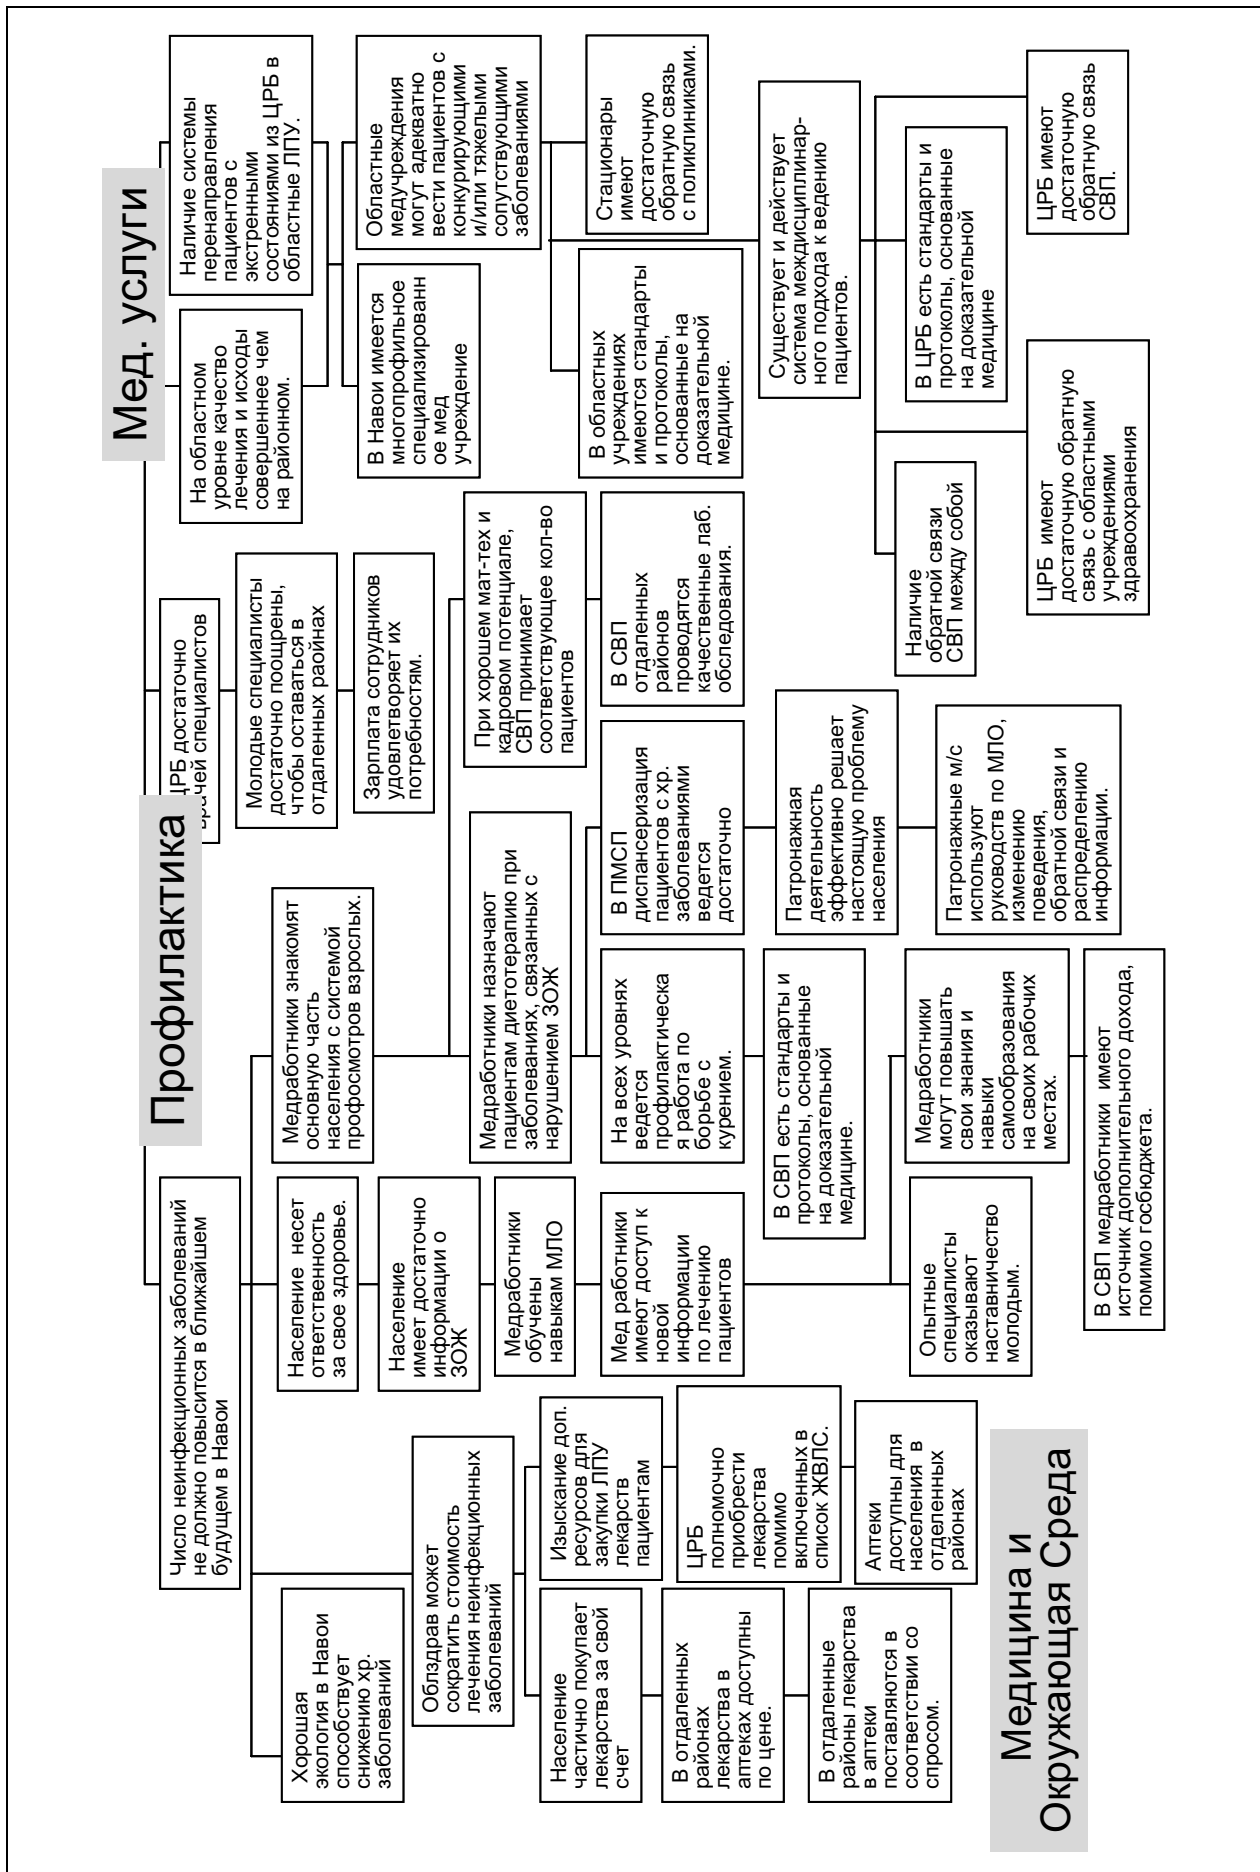 Мед. услуги
Профилактика
Медицина и
Окружающая Среда
Число неинфекционных заболеваний
не должно повысится в ближайшем
будущем в Навои
ЦРБ достаточно
врачей специалистов
На областном
уровне качество
лечения и исходы
совершеннее чем
на районном.
Наличие системы
перенаправления
пациентов с
экстренными
состояниями из ЦРБ в
областные ЛПУ.
Хорошая
экология в Навои
способствует
снижению хр.
заболеваний
Население несет
ответственность
за свое здоровье.
Медработники знакомят
основную часть
населения с системой
профосмотров взрослых.
Молодые специалисты
достаточно поощрены,
чтобы оставаться в
отдаленных раойнах
В Навои имеется
многопрофильное
специализированн
ое мед
учреждение
Областные
медучреждения
могут адекватно
вести пациентов с
конкурирующими
и/или тяжелыми
сопутствующими
заболеваниями
Облздрав может
сократить стоимость
лечения неинфекционных
заболеваний
Население
имеет достаточно
информации о
ЗОЖ
Зарплата сотрудников
удовлетворяет их
потребностям.
Медработники
обучены
навыкам МЛО
Медработники назначают
пациентам диетотерапию при
заболеваниях, связанных с
нарушением ЗОЖ
При хорошем мат-тех и
кадровом потенциале,
СВП принимает
соответствующее кол-во
пациентов
Население
частично покупает
лекарства за свой
счет
Изыскание доп.
ресурсов для
закупки ЛПУ
лекарств
пациентам
Мед работники
имеют доступ к
новой
информации
по лечению
пациентов
На всех уровнях
ведется
профилактическа
я работа по
борьбе с
курением.
В ПМСП
диспансеризация
пациентов с хр.
заболеваниями
ведется
достаточно
В СВП
отдаленных
районов
проводятся
качественные лаб.
обследования.
В областных
учреждениях
имеются стандарты
и протоколы,
основанные на
доказательной
медицине.
Стационары
имеют
достаточную
обратную связь
с поликлиниками.
В отдаленных
районах
лекарства в
аптеках доступны
по цене.
ЦРБ
полномочно
приобрести
лекарства
помимо
включенных в
список ЖВЛС.
В СВП есть стандарты и
протоколы, основанные
на доказательной
медицине.
Патронажная
деятельность
эффективно решает
настоящую проблему
населения
Существует и действует
система междисциплинар-
ного подхода к ведению
пациентов.
В отдаленные
районы лекарства
в аптеки
поставляются в
соответствии со
спросом.
Аптеки
доступны для
населения в
отделенных
районах
Опытные
специалисты
оказывают
наставничество
молодым.
Медработники
могут повышать
свои знания и
навыки
самообразования
на своих рабочих
местах.
Патронажные м/с
используют
руководств по МЛО,
изменению
поведения,
обратной связи и
распределению
информации.
Наличие
обратной связи
СВП между собой
В ЦРБ есть стандарты и
протоколы, основанные
на доказательной
медицине
В СВП медработники имеют
источник дополнительного дохода,
помимо госбюджета.
ЦРБ имеют
достаточную обратную
связь с областными
учреждениями
здравоохранения
ЦРБ имеют
достаточную
обратную связь
СВП.